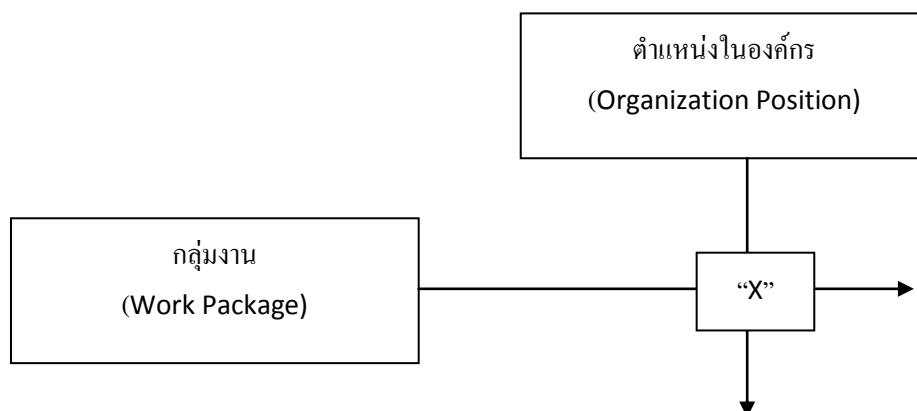 ตำแหน่งในองค์กร
(Organization Position)
กลุ่มงาน
(Work Package)
“X”